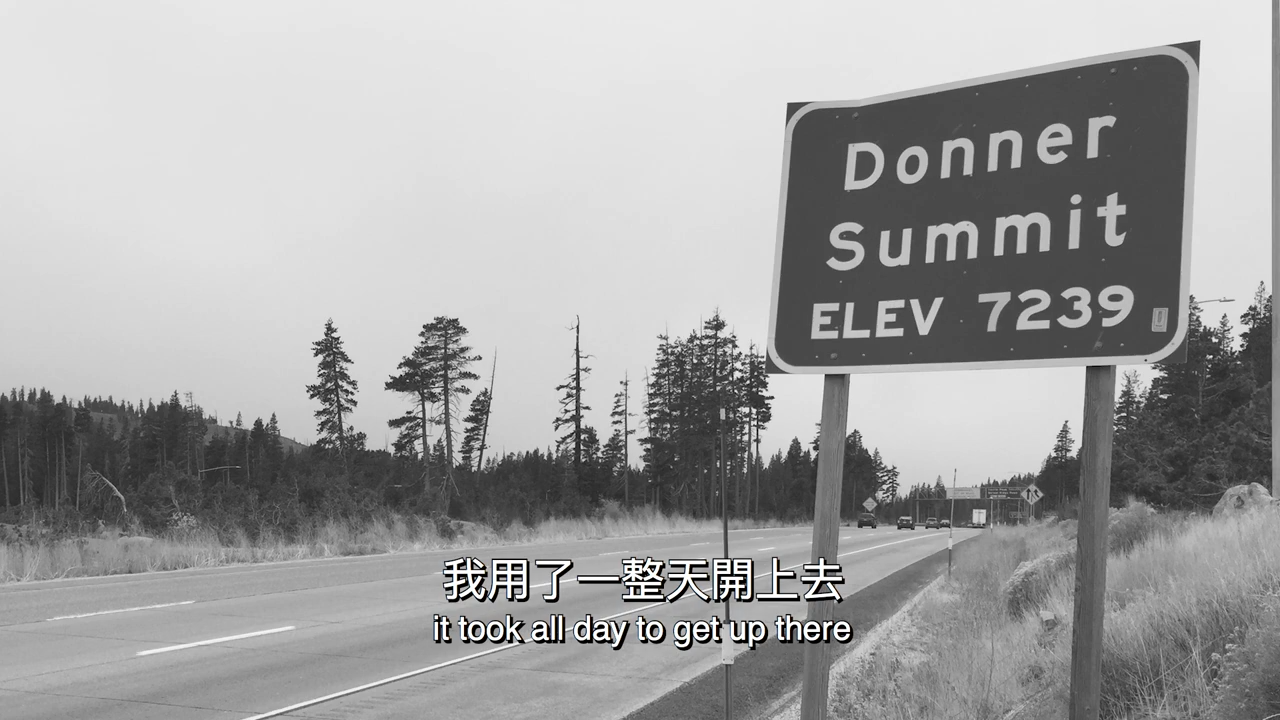 Donner
Summit
ELEV 7239
我用了一整天開上去
it took all day to get up there